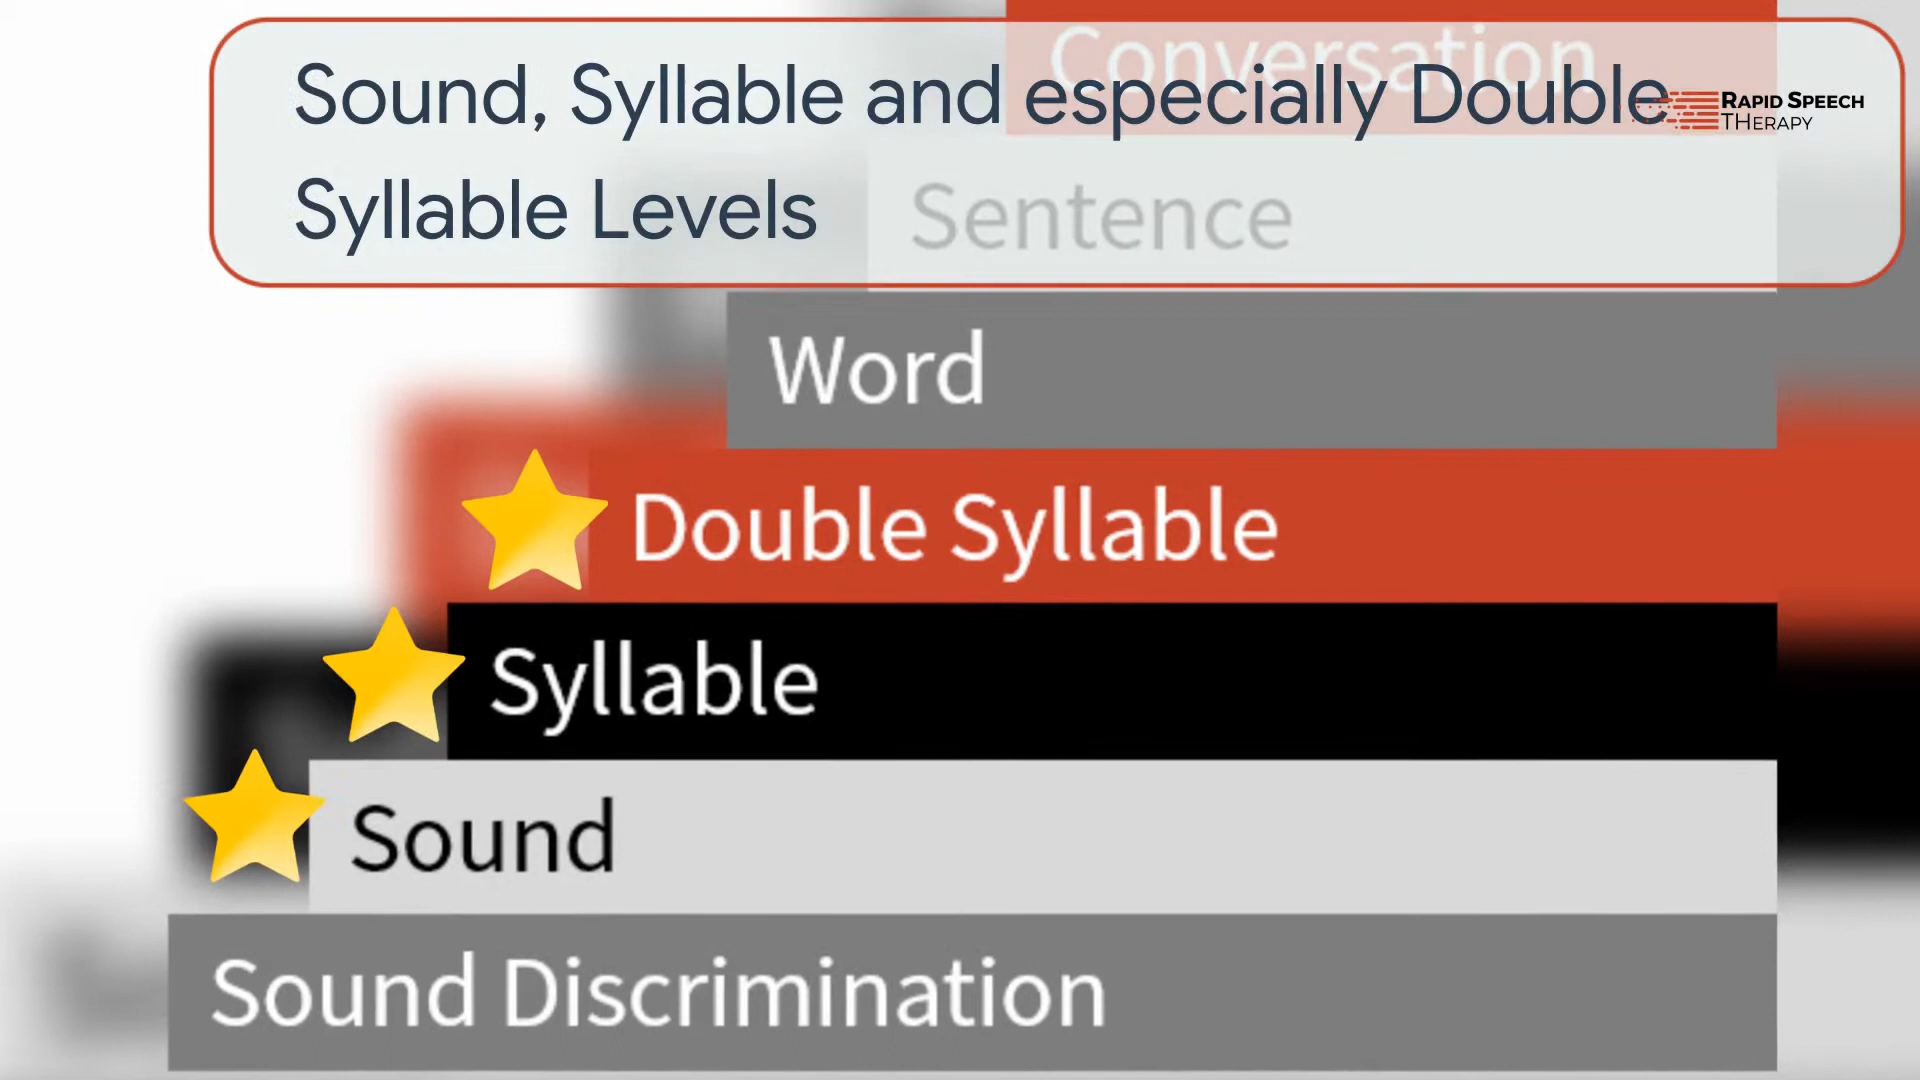 Conversation
Sound, Syllable and especially Double
Syllable Levels
RAPID SPEECH
THERAPY
Sentence
Word
Double Syllable
Syllable
Sound
Sound Discrimination